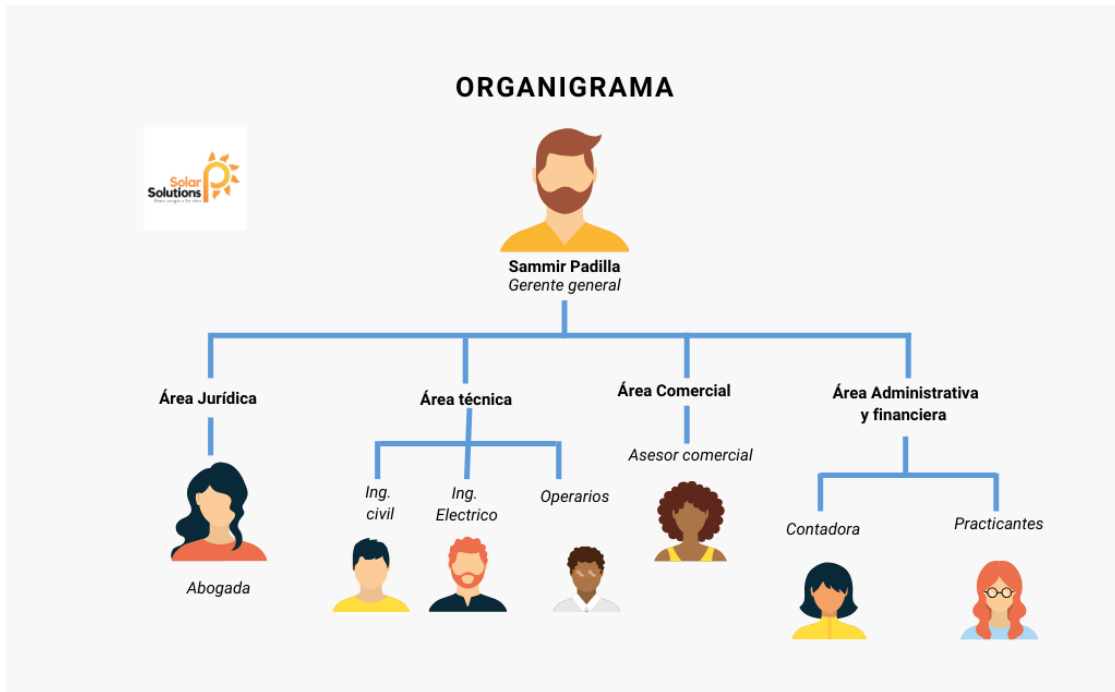 ORGANIGRAMA
Solar
Solutions
Sammir Padilla
Gerente general
Área Jurídica
Área técnica
Área Comercial
Área Administrativa
y financiera
Abogada
Ing.
civil
Ing.
Electrico
Operarios
Asesor comercial
Contadora
Practicantes